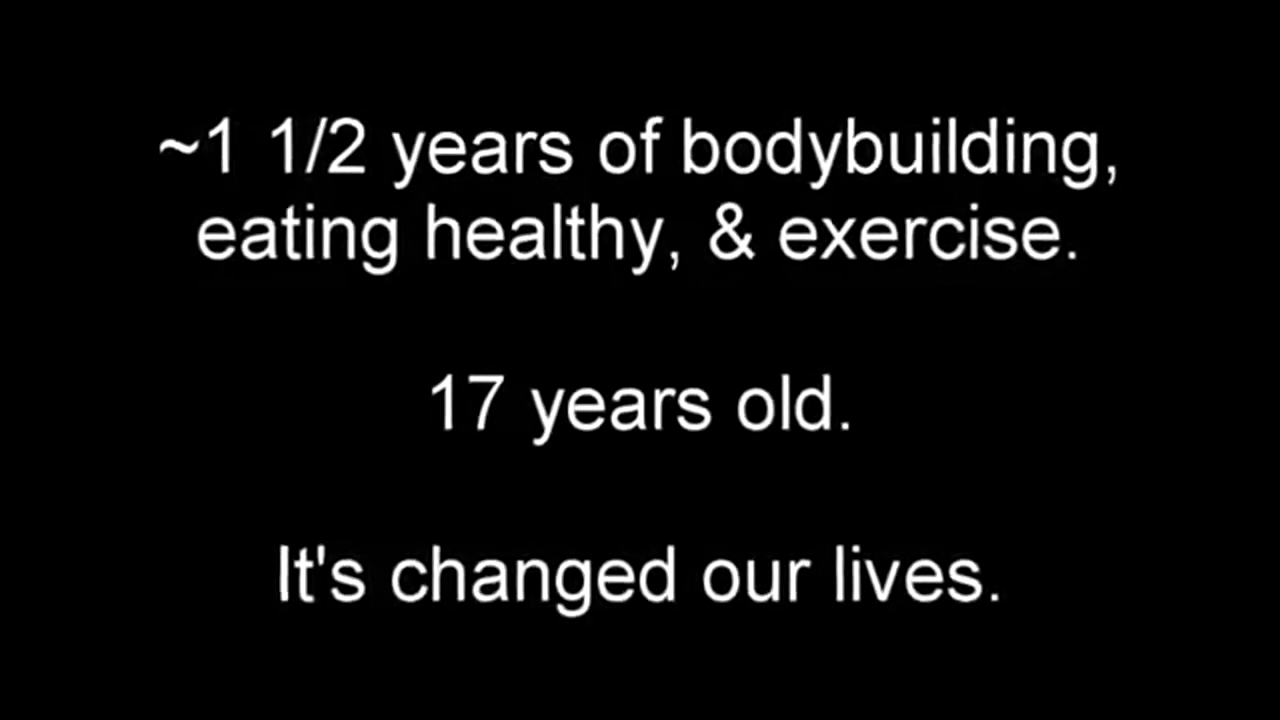 ~1 1/2 years of bodybuilding,
eating healthy, & exercise.
17 years old.
It's changed our lives.